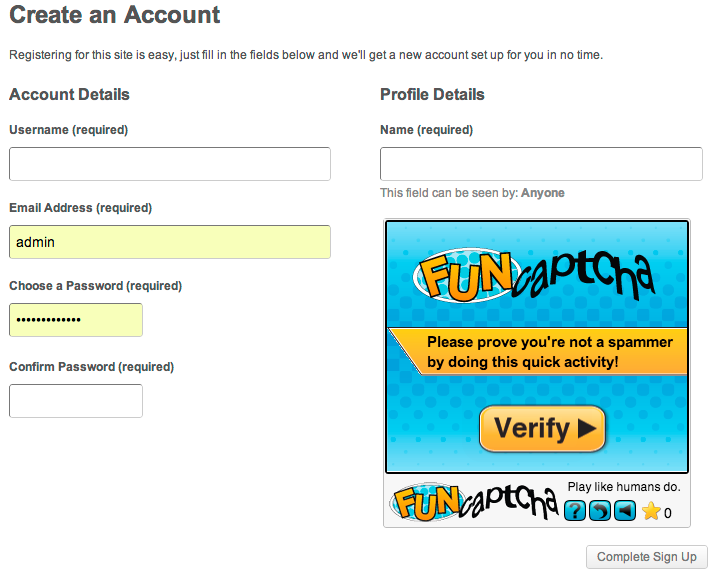 Create an Account
Registering for this site is easy, just fill in the fields below and we'll get a new account set up for you in no time.
Account Details
Username (required)
Email Address (required)
admin
Choose a Password (required)
•••••••••••••
Confirm Password (required)
Profile Details
Name (required)
This field can be seen by: Anyone
FUNcaptcha
Please prove you're not a spammer
by doing this quick activity!
Verify
FUNcaptcha
Play like humans do.
? 0
Complete Sign Up